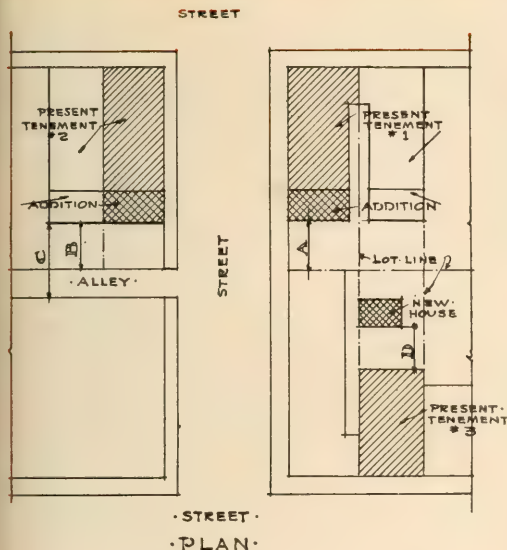 STREET
PRESENT
TENEMENT
#2
PRESENT
TENEMENT
#1
ADDITION
ADDITION
C
B
A
STREET
LOT·LINE
·ALLEY·
NEW·
HOUSE
D
PRESENT·
TENEMENT
#3
·STREET·
·PLAN·